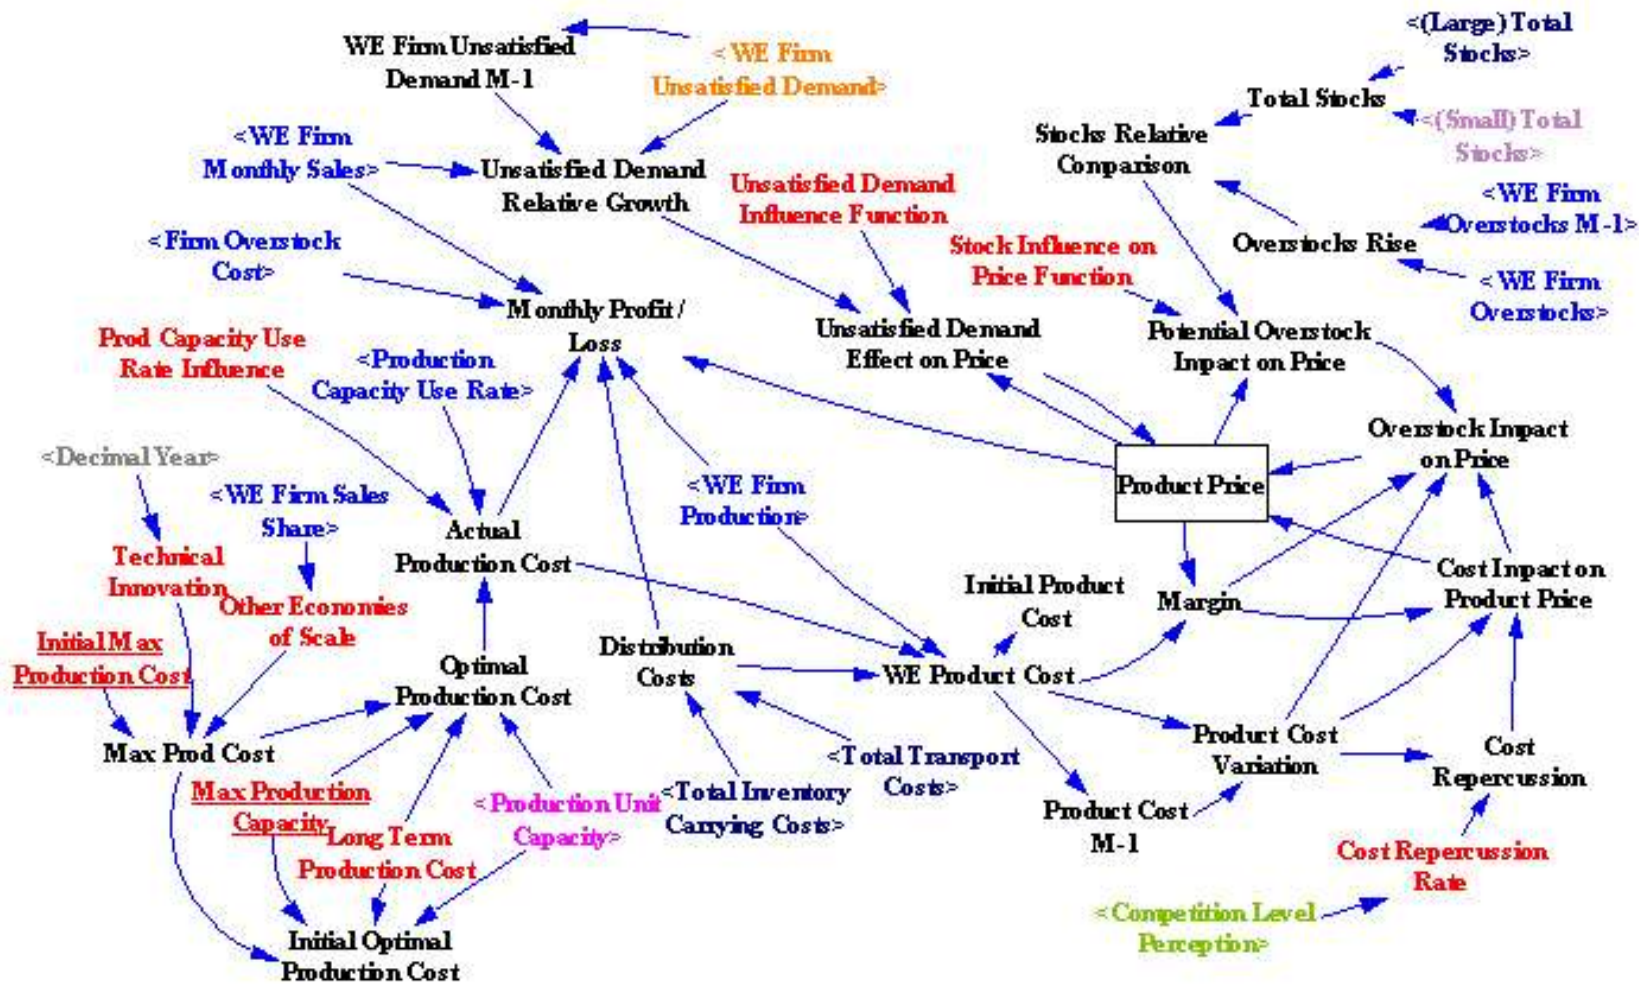 WE Firm Unsatisfied
Demand M-1
<WE Firm
Unsatisfied Demand>
<(Large) Total
Stocks>
Total Stocks
<(Small) Total
Stocks>
<WE Firm
Monthly Sales>
Unsatisfied Demand
Relative Growth
Unsatisfied Demand
Influence Function
Stocks Relative
Comparison
<WE Firm
Overstocks M-1>
Overstocks Rise
<WE Firm
Overstocks>
<Firm Overstock
Cost>
Stock Influence on
Price Function
Monthly Profit /
Loss
Unsatisfied Demand
Effect on Price
Potential Overstock
Impact on Price
Prod Capacity Use
Rate Influence
<Production
Capacity Use Rate>
Overstock Impact
on Price
<Decimal Year>
<WE Firm Sales
Share>
<WE Firm
Production>
Product Price
Technical
Innovation
Actual
Production Cost
Initial Product
Cost
Margin
Cost Impact on
Product Price
Other Economies
of Scale
Initial Max
Production Cost
Optimal
Production Cost
Distribution
Costs
WE Product Cost
Max Prod Cost
Product Cost
Variation
Cost
Repercussion
Max Production
Capacity
<Production Unit
Capacity>
<Total Inventory
Carrying Costs>
<Total Transport
Costs>
Product Cost
M-1
Long Term
Production Cost
Cost Repercussion
Rate
<Competition Level
Perception>
Initial Optimal
Production Cost